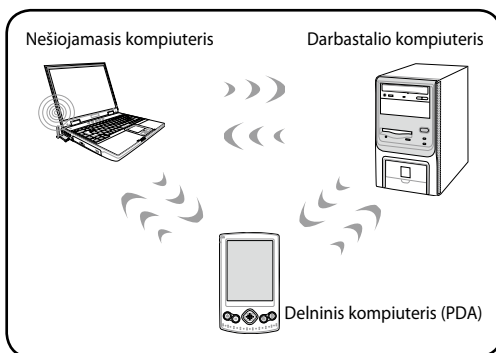 Nešiojamasis kompiuteris
Darbastalio kompiuteris
Delninis kompiuteris (PDA)